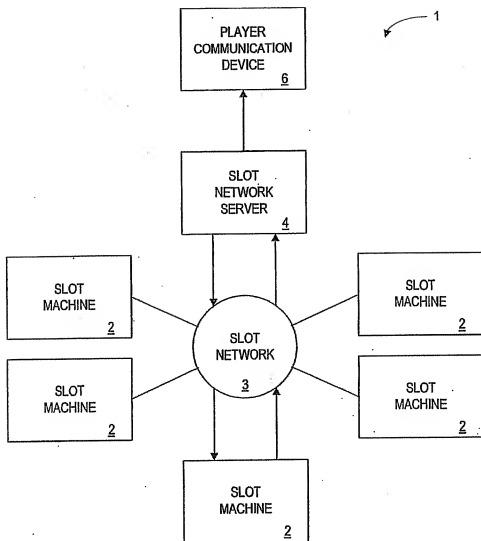 1
PLAYER
COMMUNICATION
DEVICE
6
SLOT
NETWORK
SERVER
4
SLOT
MACHINE
2
SLOT
MACHINE
2
SLOT
NETWORK
3
SLOT
MACHINE
2
SLOT
MACHINE
2
SLOT
MACHINE
2